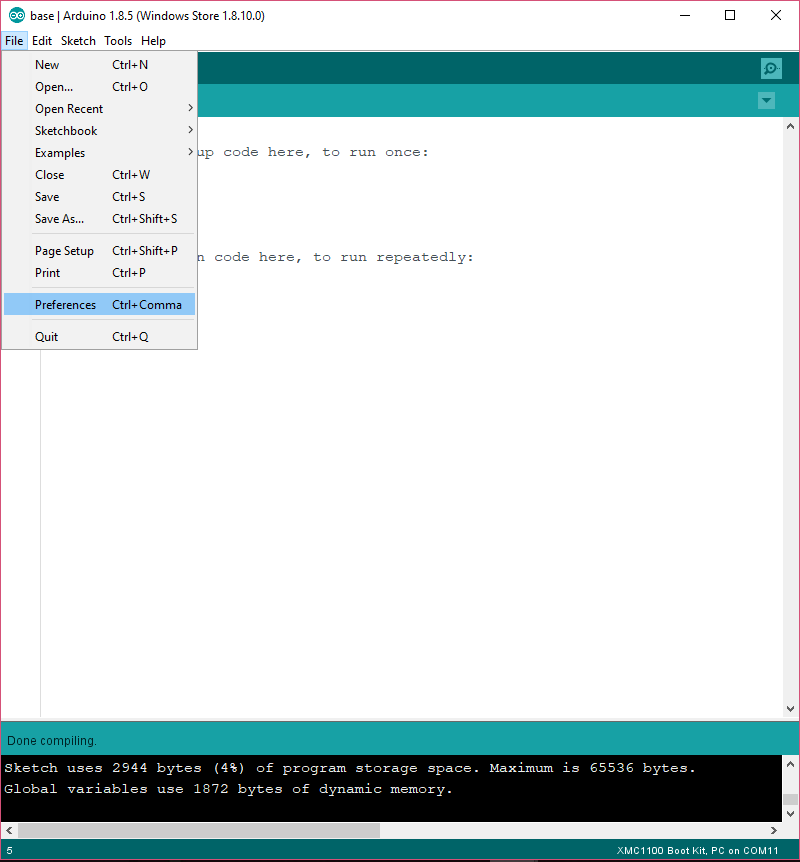 base | Arduino 1.8.5 (Windows Store 1.8.10.0)
File Edit Sketch Tools Help
New Ctrl+N
Open... Ctrl+O
Open Recent
Sketchbook
Examples
Close Ctrl+W
Save Ctrl+S
Save As... Ctrl+Shift+S
Page Setup Ctrl+Shift+P
Print Ctrl+P
Preferences Ctrl+Comma
Quit Ctrl+Q
up code here, to run once:
n code here, to run repeatedly:
Done compiling.
Sketch uses 2944 bytes (4%) of program storage space. Maximum is 65536 bytes.
Global variables use 1872 bytes of dynamic memory.
5 XMC1100 Boot Kit, PC on COM11